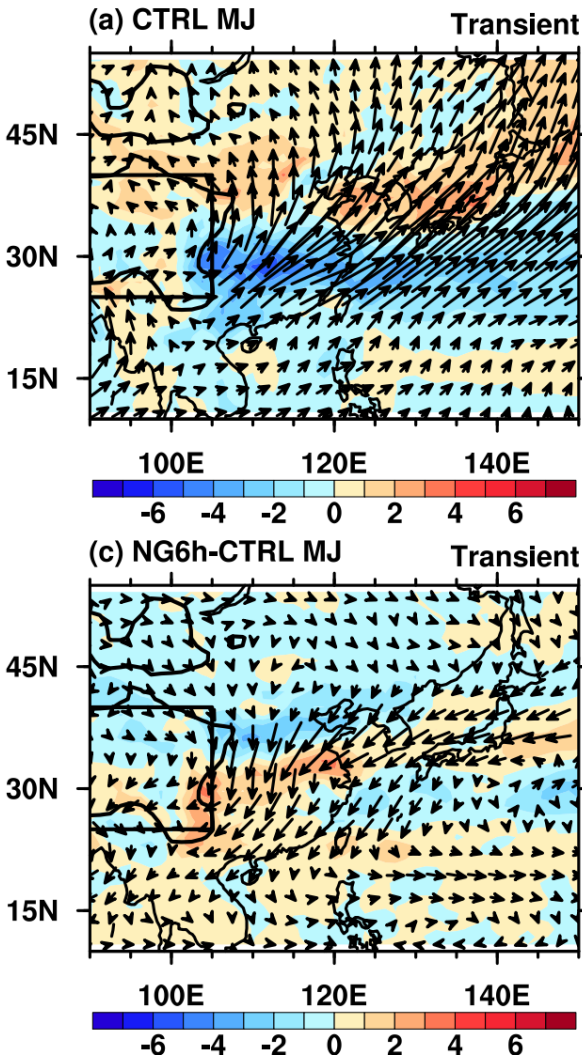 (a) CTRL MJ Transient
45N
30N
15N
100E 120E 140E
-6 -4 -2 0 2 4 6
(c) NG6h-CTRL MJ Transient
45N
30N
15N
100E 120E 140E
-6 -4 -2 0 2 4 6